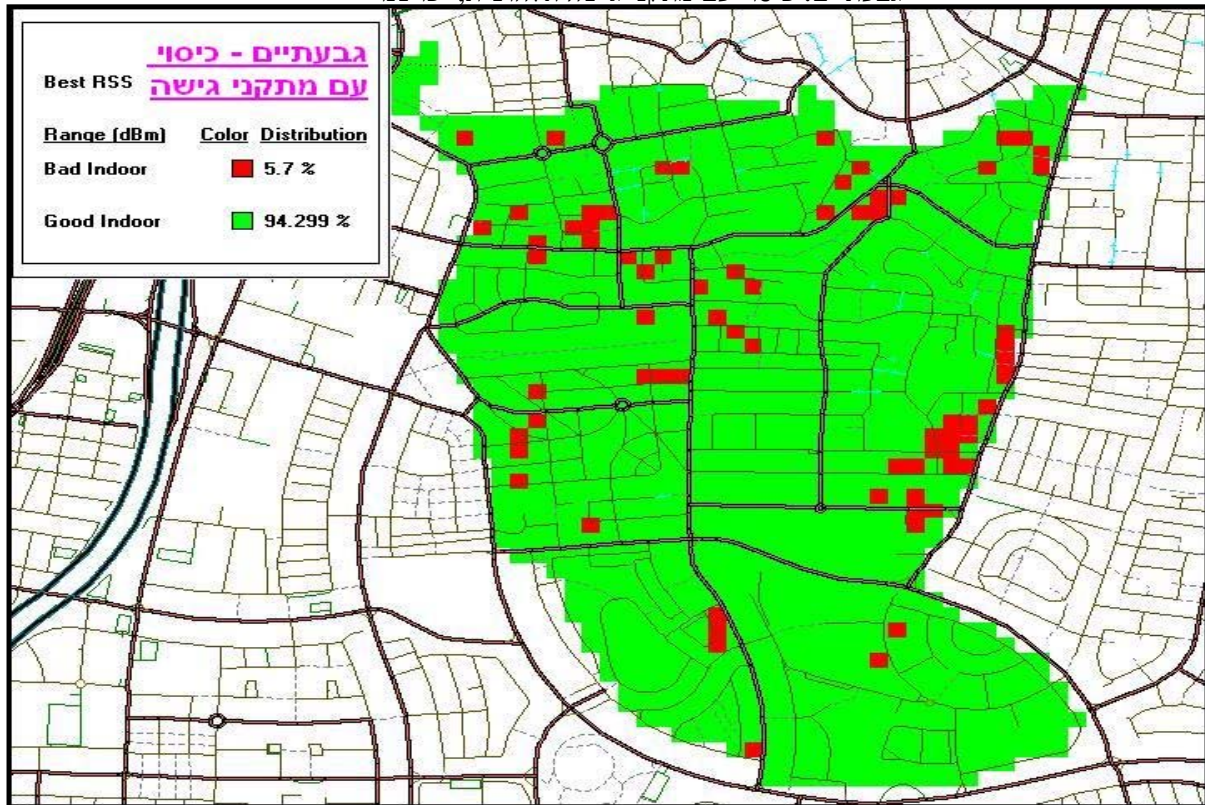 גבעתיים - כיסוי
עם מתקני גישה
Best RSS
Range (dBm) Color Distribution
Bad Indoor 5.7 %
Good Indoor 94.299 %